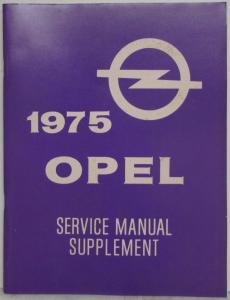 1975
OPEL
SERVICE MANUAL
SUPPLEMENT